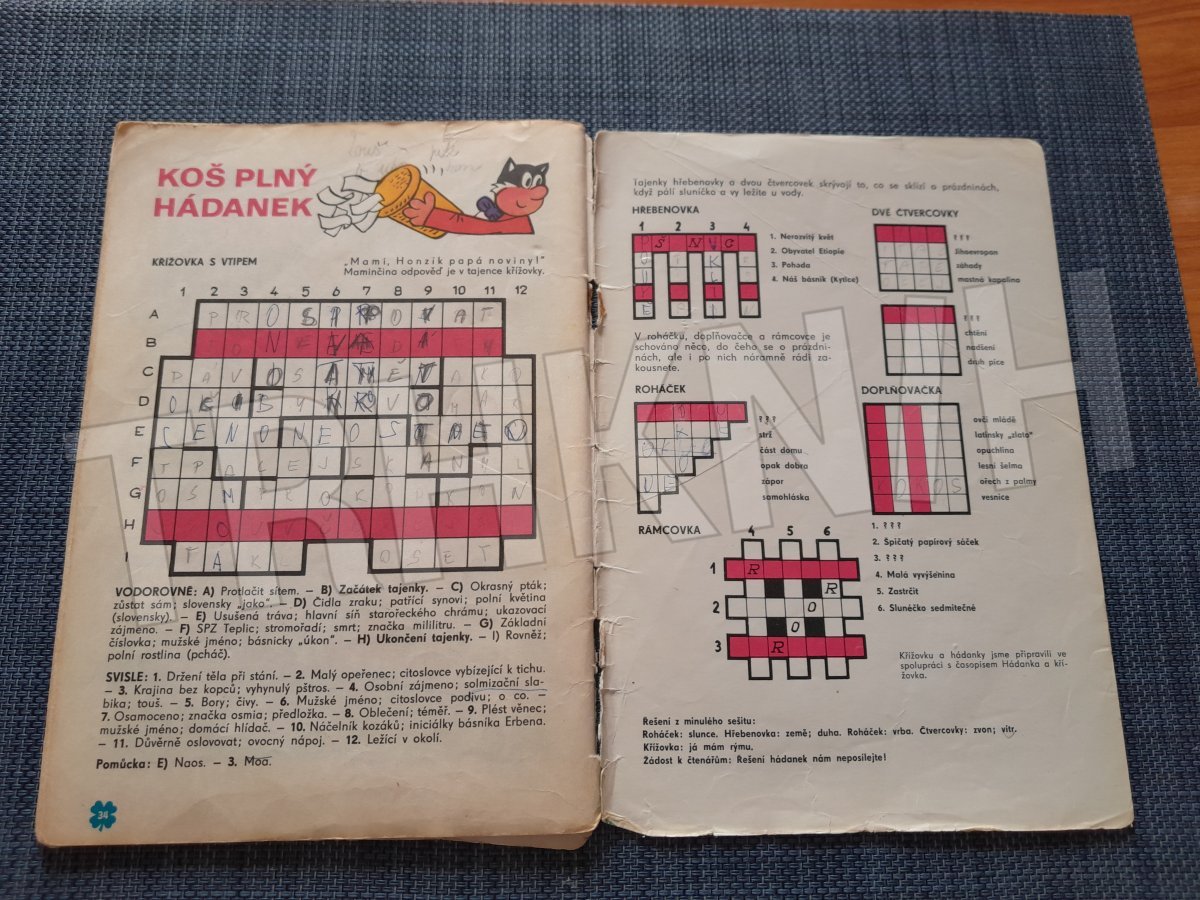 KOŠ PLNÝ
HÁDANEK
KŘÍŽOVKA S VTIPEM
„Mami, Honzík papá noviny!"
Maminčina odpověď je v tajence křížovky.
1 2 3 4 5 6 7 8 9 10 11 12
A
B
C
D
E
F
G
H
I
VODOROVNĚ: A) Protlačit sítem. – B) Začátek tajenky. – C) Okrasný pták;
zůstat sám; slovensky „jako". – D) Čidla zraku; patřící synovi; polní květina
(slovensky). – E) Usušená tráva; hlavní síň starořeckého chrámu; ukazovací
zájmeno. – F) SPZ Teplic; stromořadí; smrt; značka mililitru. – G) Základní
číslovka; mužské jméno; básnicky „úkon". – H) Ukončení tajenky. – I) Rovněž;
polní rostlina (pcháč).
SVISLE: 1. Držení těla při stání. – 2. Malý opeřenec; citoslovce vybízející k tichu.
– 3. Krajina bez kopců; vyhynulý pštros. – 4. Osobní zájmeno; solmizační sla-
bika; touš. – 5. Bory; čivy. – 6. Mužské jméno; citoslovce podivu; o co. –
7. Osamoceno; značka osmia; předložka. – 8. Oblečení; téměř. – 9. Plést věnec;
mužské jméno; domácí hlídač. – 10. Náčelník kozáků; iniciálky básníka Erbena.
– 11. Důvěrně oslovovat; ovocný nápoj. – 12. Ležící v okolí.
Pomůcka: E) Naos. – 3. Moa.
34
Tajenky hřebenovky a dvou čtvercovek skrývají to, co se sklízí o prázdninách,
když pálí sluníčko a vy ležíte u vody.
HŘEBENOVKA
1 2 3 4
1. Nerozvitý květ
2. Obyvatel Etiopie
3. Pohoda
4. Náš básník (Kytice)
DVĚ ČTVERCOVKY
???
Jihoevropan
záhady
mastná kapalina
???
chtění
nadšení
druh píce
V roháčku, doplňovačce a rámcovce je
schováno něco, do čeho se o prázdni-
nách, ale i po nich náramně rádi za-
kousnete.
ROHÁČEK
???
strž
část domu
opak dobra
zápor
samohláska
DOPLŇOVAČKA
ovčí mládě
latinsky „zlato"
opuchlina
lesní šelma
ořech z palmy
vesnice
KOKOS
RÁMCOVKA
4 5 6
1
2
3
R
R
O
O
R
1. ???
2. Špičatý papírový sáček
3. ???
4. Malá vyvýšenina
5. Zastrčit
6. Slunéčko sedmitečné
Křížovku a hádanky jsme připravili ve
spolupráci s časopisem Hádanka a kří-
žovka.
Řešení z minulého sešitu:
Roháček: slunce. Hřebenovka: země; duha. Roháček: vrba. Čtvercovky: zvon; vítr.
Křížovka: já mám rýmu.
Žádost k čtenářům: Řešení hádanek nám neposílejte!
TREKNIH